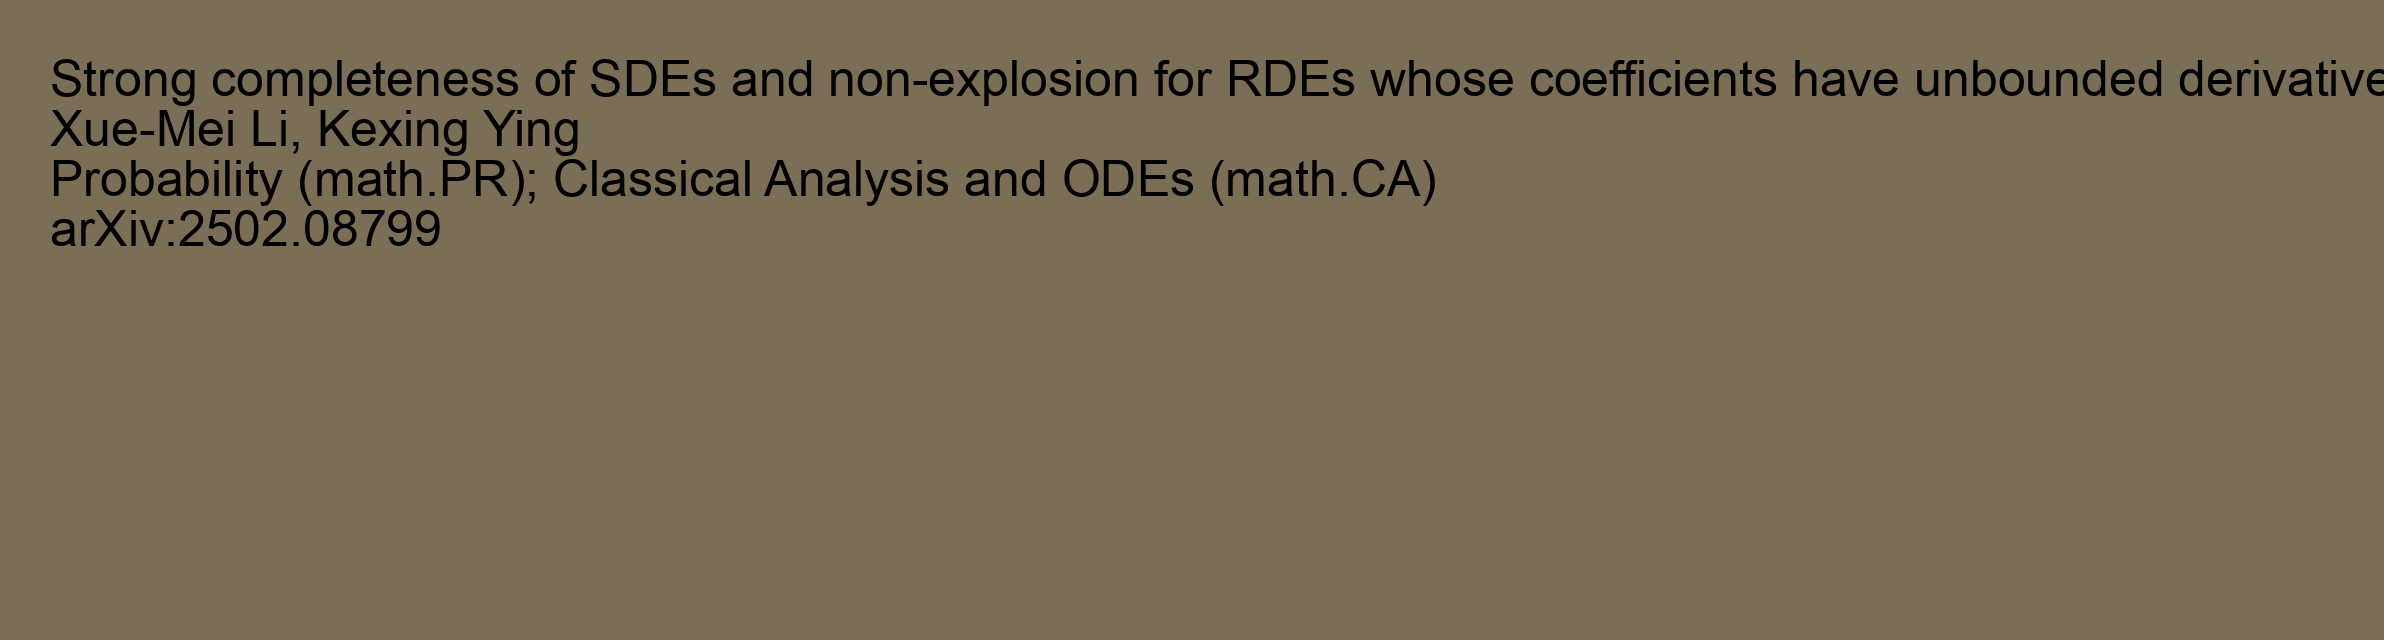 Strong completeness of SDEs and non-explosion for RDEs whose coefficients have unbounded derivative
Xue-Mei Li, Kexing Ying
Probability (math.PR); Classical Analysis and ODEs (math.CA)
arXiv:2502.08799